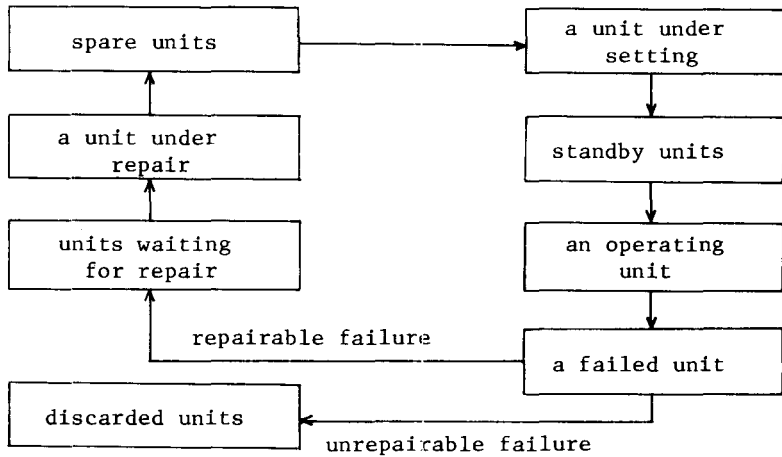 spare units
a unit under
setting
a unit under
repair
standby units
units waiting
for repair
an operating
unit
repairable failure
a failed unit
discarded units
unrepairable failure